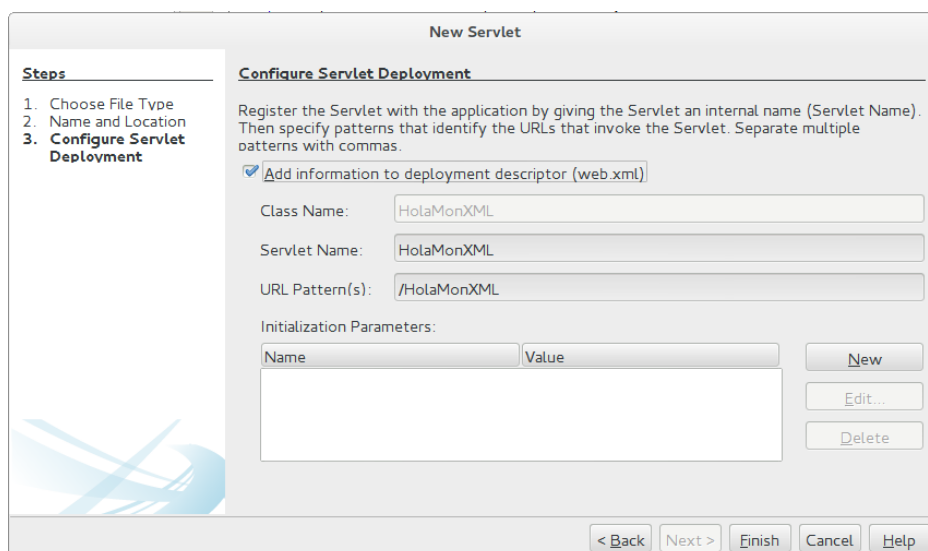 New Servlet
Steps
1. Choose File Type
2. Name and Location
3. Configure Servlet
Deployment
Configure Servlet Deployment
Register the Servlet with the application by giving the Servlet an internal name (Servlet Name).
Then specify patterns that identify the URLs that invoke the Servlet. Separate multiple
patterns with commas.
Add information to deployment descriptor (web.xml)
Class Name: HolaMonXML
Servlet Name: HolaMonXML
URL Pattern(s): /HolaMonXML
Initialization Parameters:
Name Value
New
Edit...
Delete
< Back Next > Finish Cancel Help